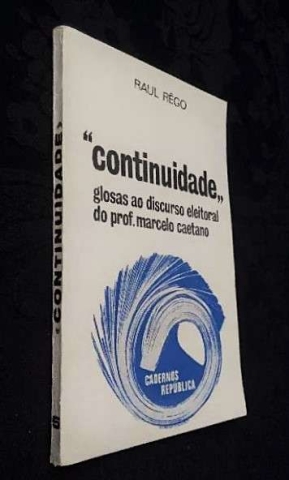 RAUL RÊGO
“continuidade„
glosas ao discurso eleitoral
do prof. marcelo caetano
CADERNOS
REPÚBLICA
‹CONTINUIDADE›